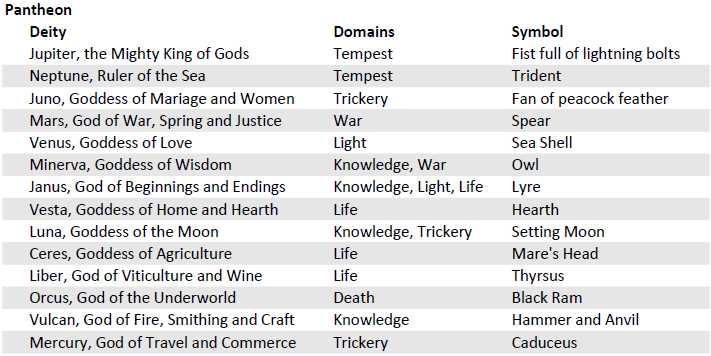 Pantheon
Deity Domains Symbol
Jupiter, the Mighty King of Gods Tempest Fist full of lightning bolts
Neptune, Ruler of the Sea Tempest Trident
Juno, Goddess of Mariage and Women Trickery Fan of peacock feather
Mars, God of War, Spring and Justice War Spear
Venus, Goddess of Love Light Sea Shell
Minerva, Goddess of Wisdom Knowledge, War Owl
Janus, God of Beginnings and Endings Knowledge, Light, Life Lyre
Vesta, Goddess of Home and Hearth Life Hearth
Luna, Goddess of the Moon Knowledge, Trickery Setting Moon
Ceres, Goddess of Agriculture Life Mare's Head
Liber, God of Viticulture and Wine Life Thyrsus
Orcus, God of the Underworld Death Black Ram
Vulcan, God of Fire, Smithing and Craft Knowledge Hammer and Anvil
Mercury, God of Travel and Commerce Trickery Caduceus